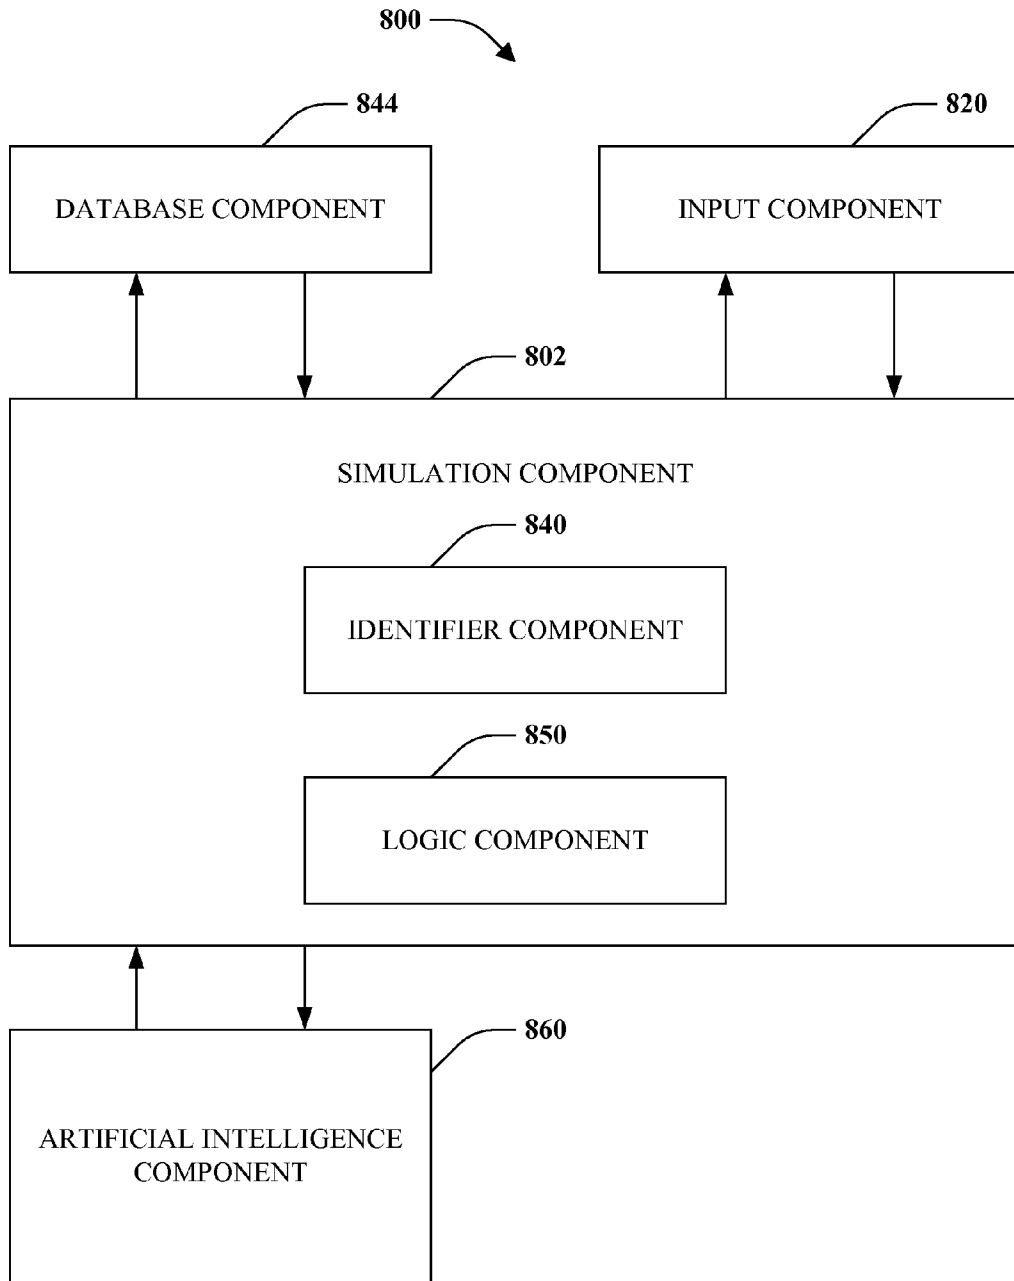 800
844
820
DATABASE COMPONENT
INPUT COMPONENT
802
SIMULATION COMPONENT
840
IDENTIFIER COMPONENT
850
LOGIC COMPONENT
860
ARTIFICIAL INTELLIGENCE
COMPONENT